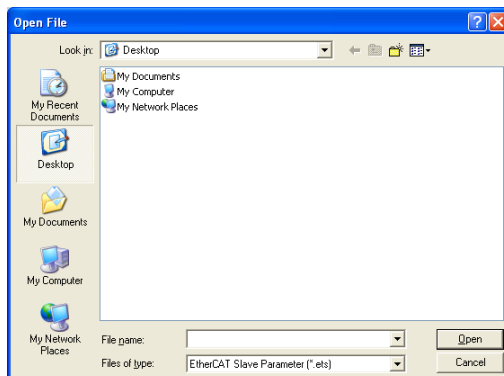 Open File
Look in:
Desktop
My Recent
Documents
Desktop
My Documents
My Computer
My Network
Places
My Documents
My Computer
My Network Places
File name:
Open
Files of type:
EtherCAT Slave Parameter (*.ets)
Cancel